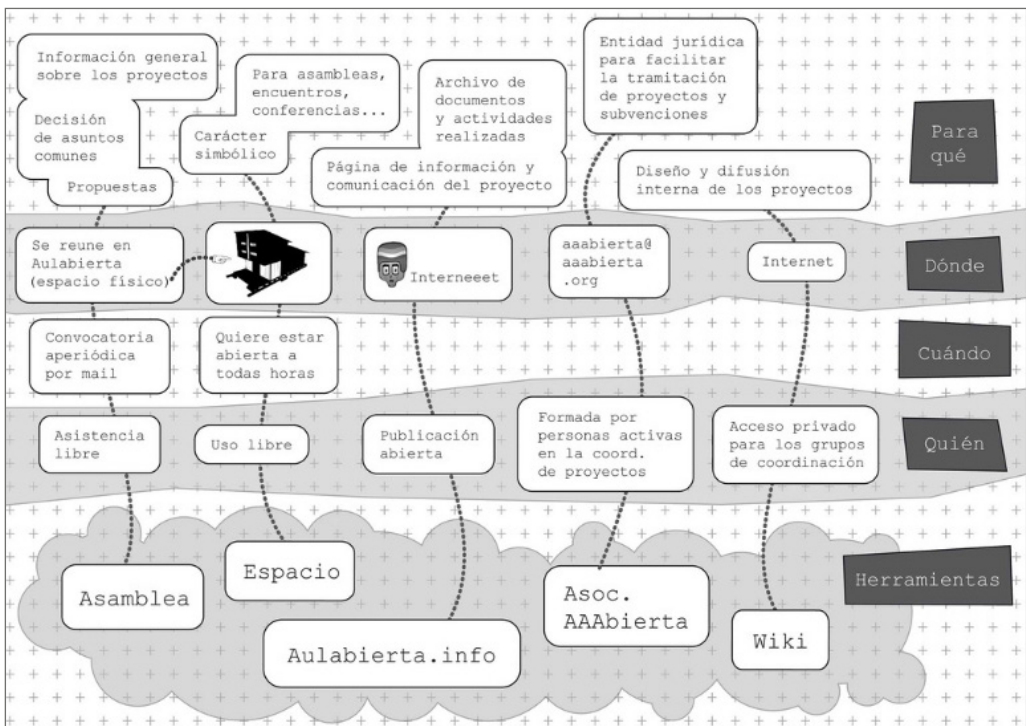 Información general
sobre los proyectos
Decisión
de asuntos
comunes
Propuestas
Para asambleas,
encuentros,
conferencias...
Carácter
simbólico
Archivo de
documentos
y actividades
realizadas
Página de información y
comunicación del proyecto
Entidad jurídica
para facilitar
la tramitación
de proyectos y
subvenciones
Diseño y difusión
interna de los proyectos
Para
qué
Se reune en
Aulabierta
(espacio físico)
Interneeet
aaabierta@
aaabierta
.org
Internet
Dónde
Convocatoria
aperiódica
por mail
Quiere estar
abierta a
todas horas
Cuándo
Asistencia
libre
Uso libre
Publicación
abierta
Formada por
personas activas
en la coord.
de proyectos
Acceso privado
para los grupos
de coordinación
Quién
Asamblea
Espacio
Aulabierta.info
Asoc.
AAAbierta
Wiki
Herramientas